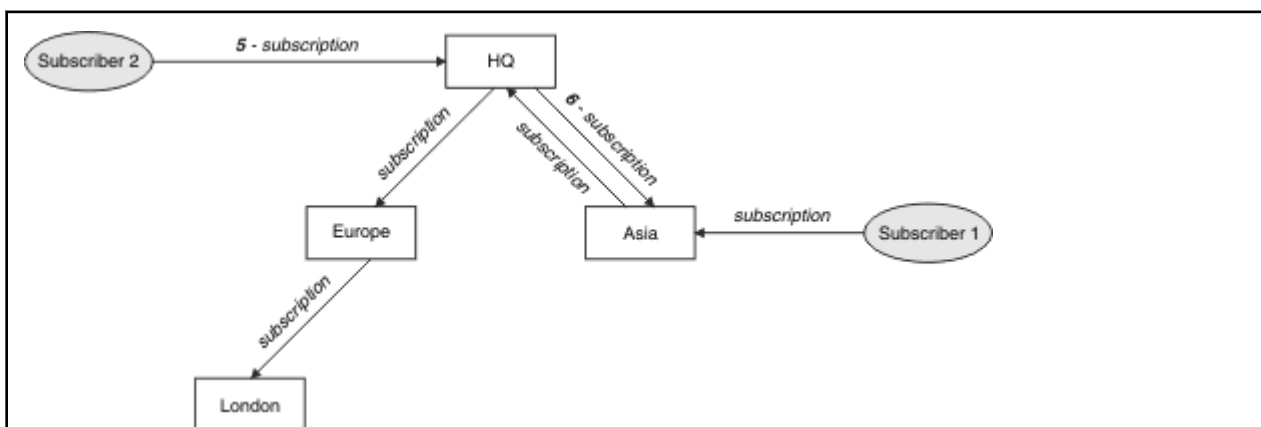 5 - subscription
Subscriber 2
HQ
6 - subscription
subscription
subscription
subscription
Europe
Asia
Subscriber 1
subscription
London